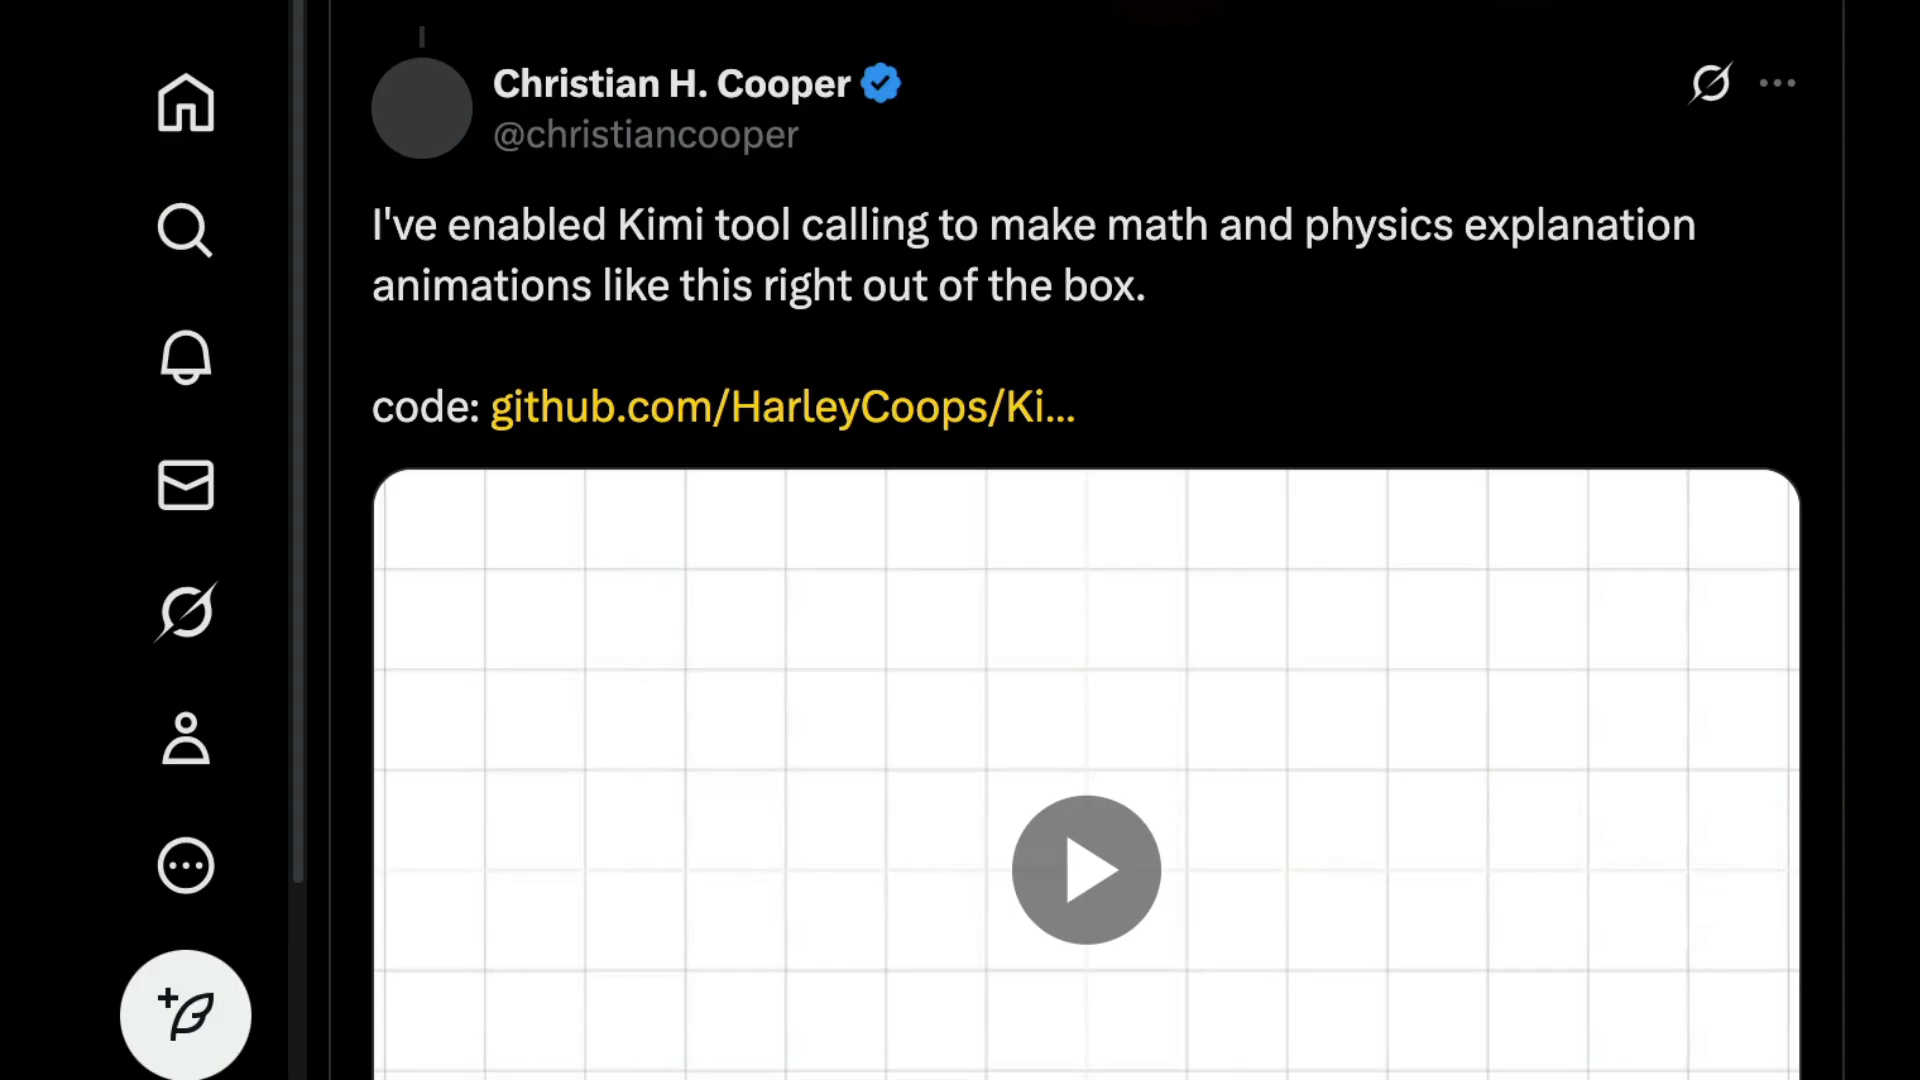 Christian H. Cooper
@christiancooper
I've enabled Kimi tool calling to make math and physics explanation
animations like this right out of the box.
code: github.com/HarleyCoops/Ki...